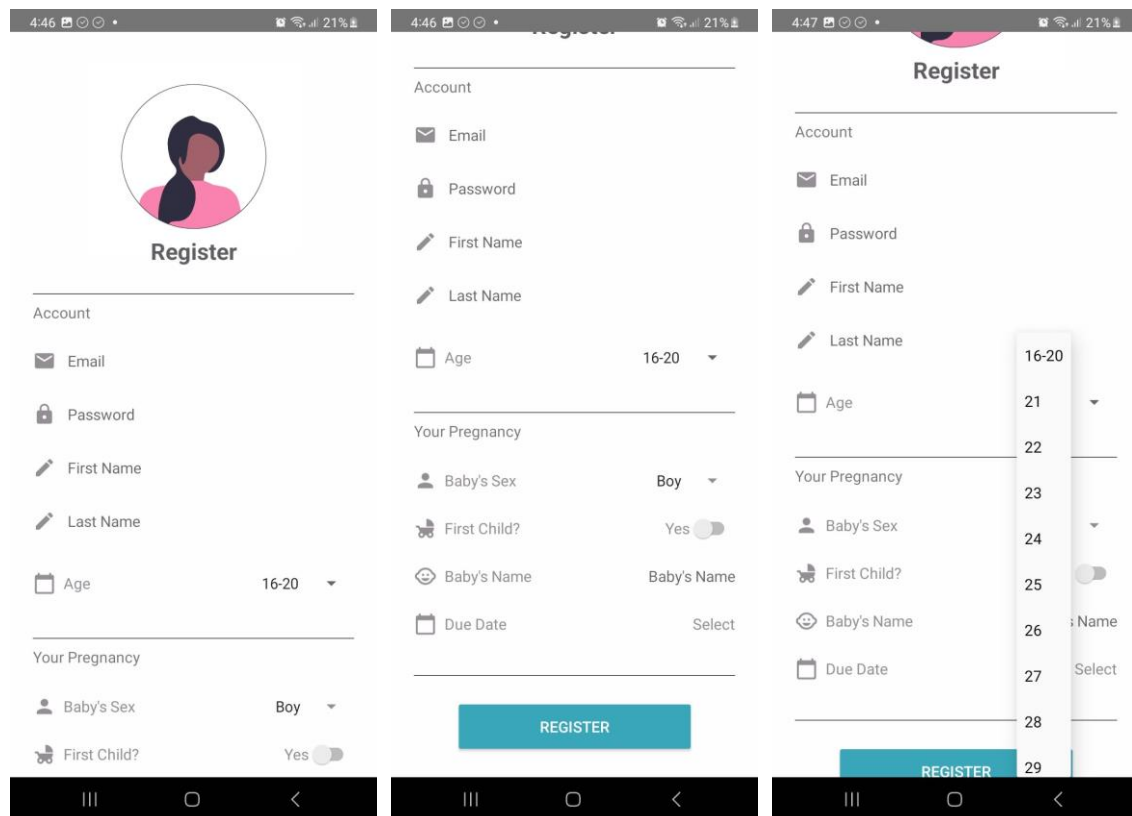 4:46 21%
Register
Account
Email
Password
First Name
Last Name
Age 16-20
Your Pregnancy
Baby's Sex Boy
First Child? Yes
4:46 21%
Register
Account
Email
Password
First Name
Last Name
Age 16-20
Your Pregnancy
Baby's Sex Boy
First Child? Yes
Baby's Name Baby's Name
Due Date Select
REGISTER
4:47 21%
Register
Account
Email
Password
First Name
Last Name
16-20
Age 21
22
Your Pregnancy
23
Baby's Sex
24
First Child?
25
Baby's Name 26 s Name
Due Date 27 Select
28
REGISTER 29